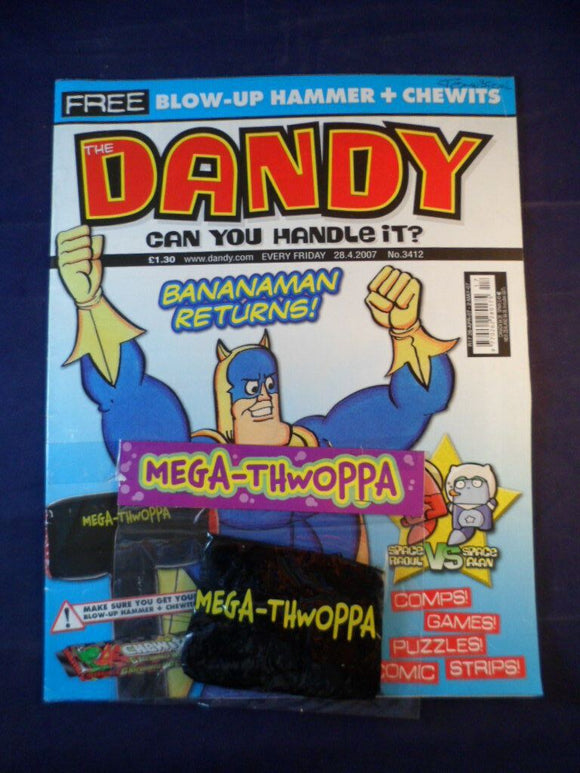 FREE BLOW-UP HAMMER + CHEWITS
THE DANDY
CAN YOU HANDLE iT?
£1.30 www.dandy.com EVERY FRIDAY 28.4.2007 No.3412
BANANAMAN
RETURNS!
MEGA-THWOPPA
MEGA-THWOPPA
MEGA-THWOPPA
SPACE RAOUL VS SPACE ALAN
MAKE SURE YOU GET YOUR
BLOW-UP HAMMER + CHEWITS
COMPS!
GAMES!
PUZZLES!
COMIC STRIPS!